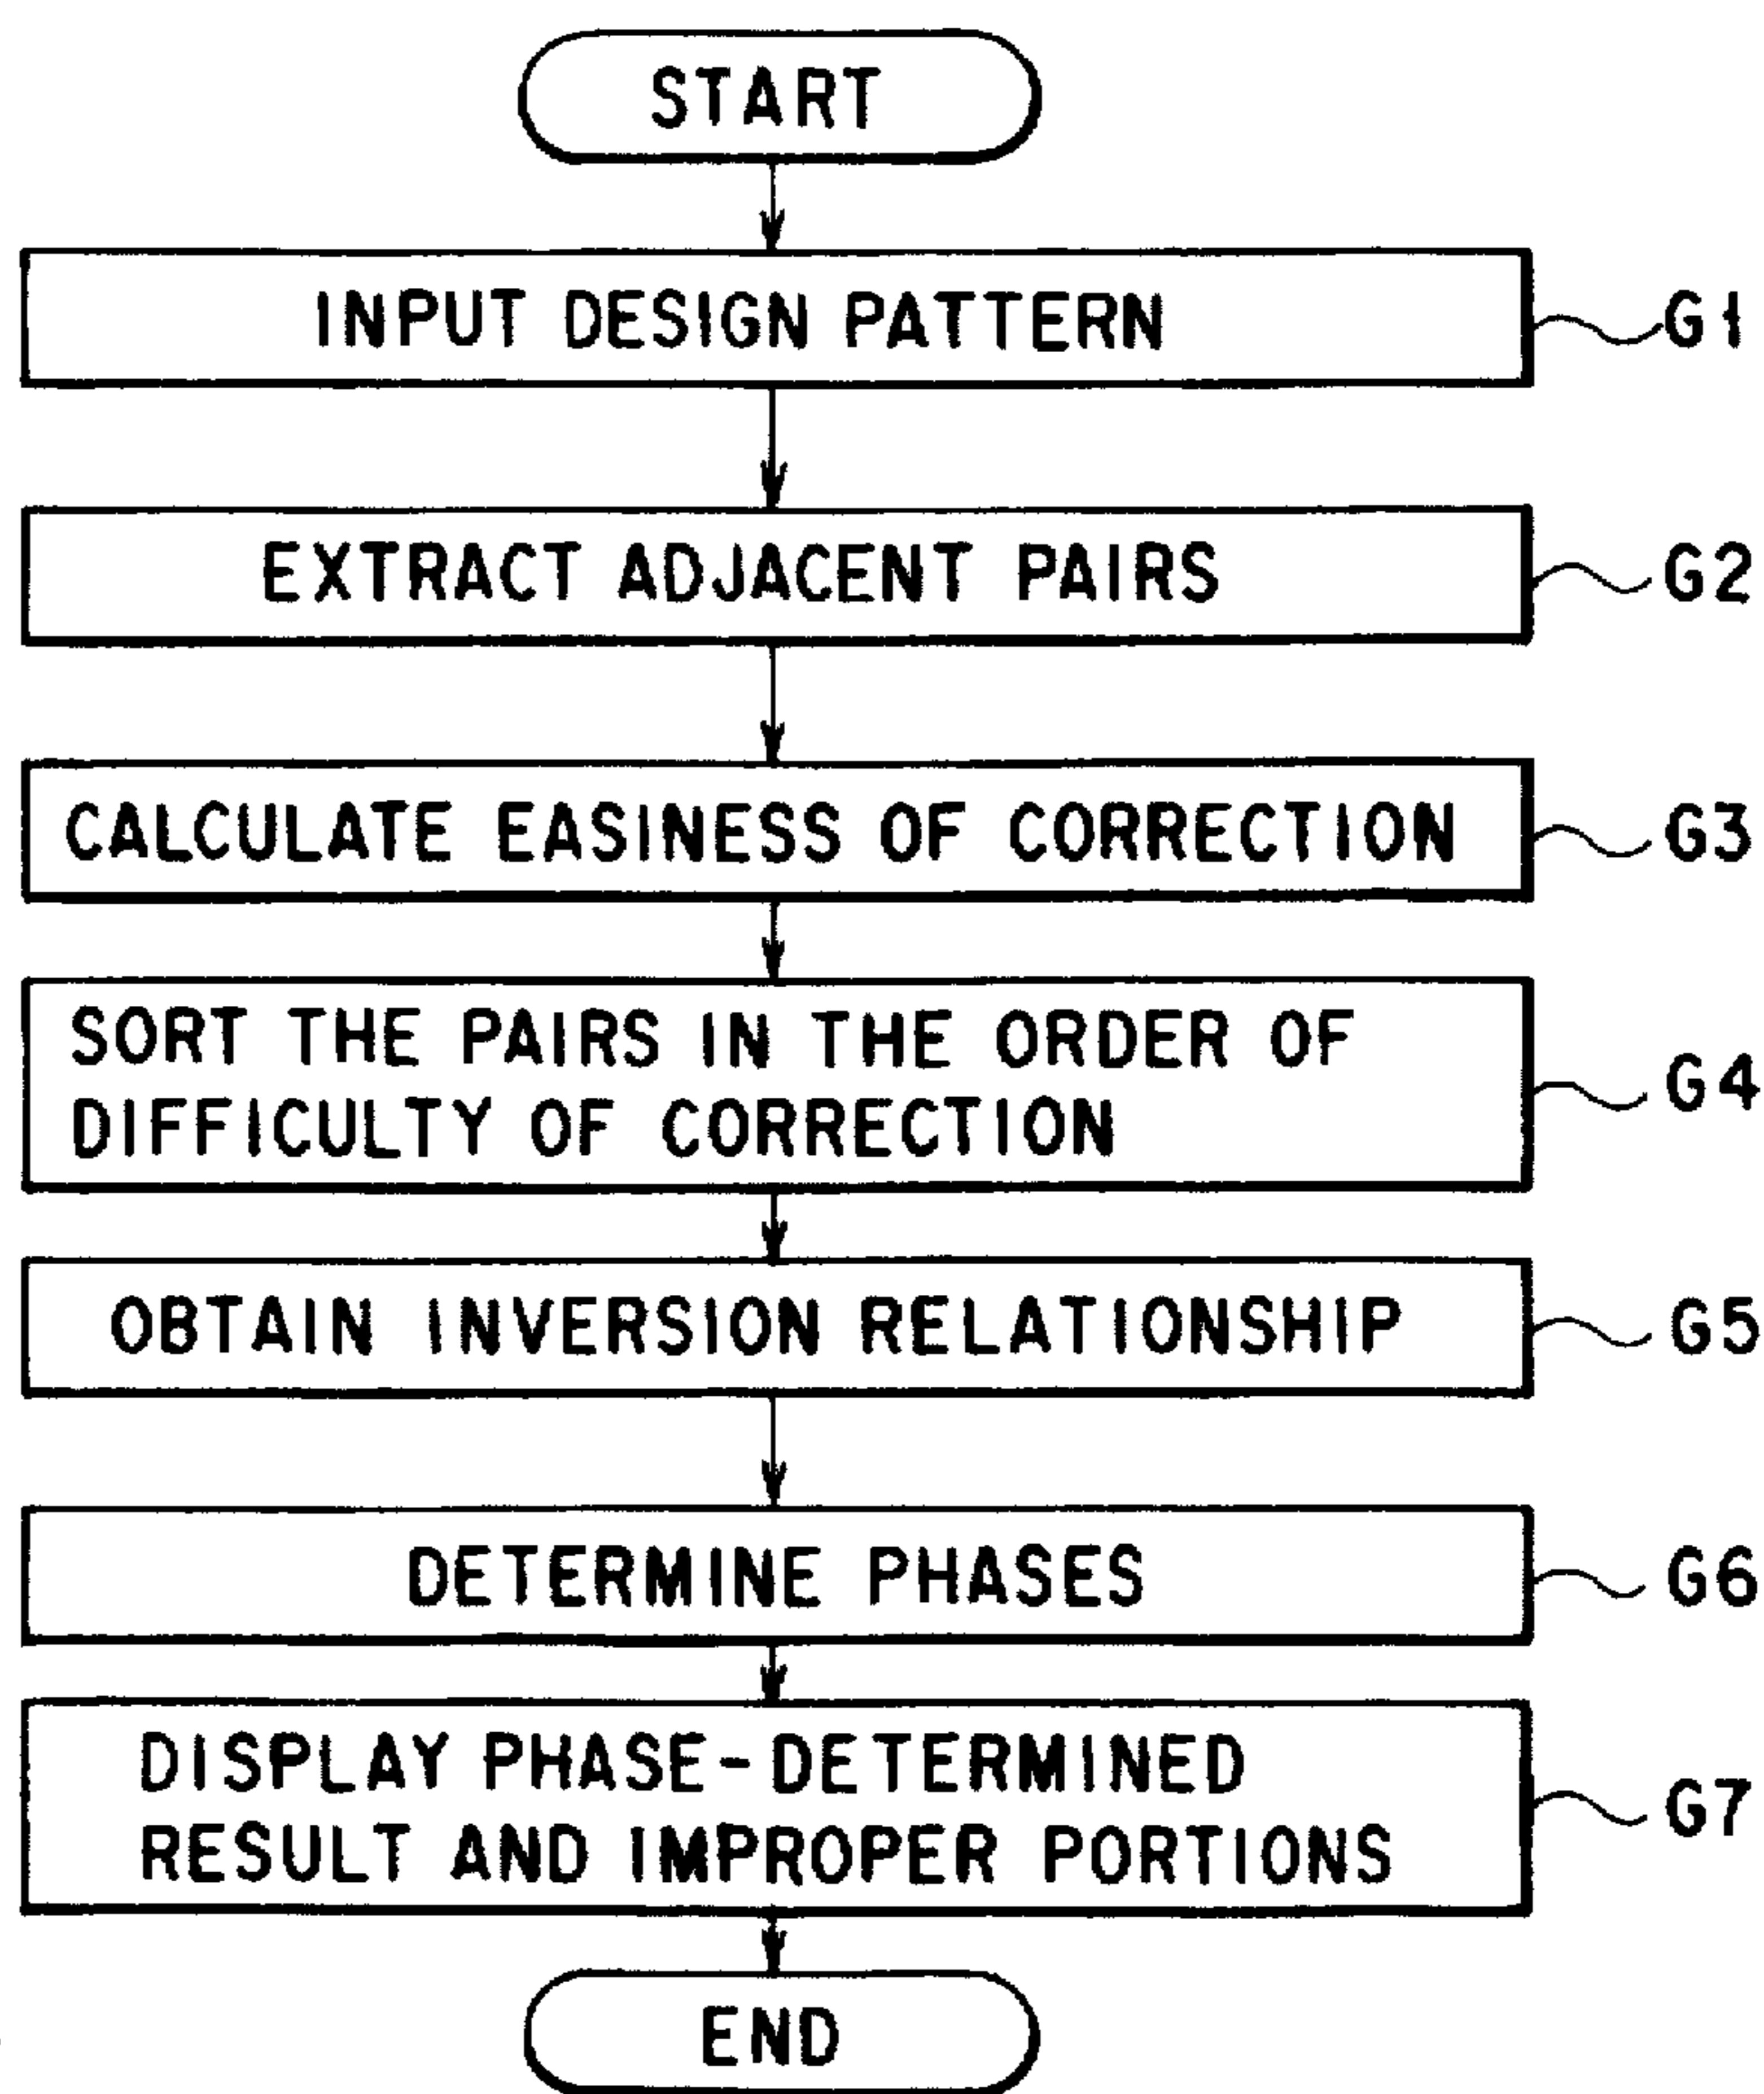 START
INPUT DESIGN PATTERN
G1
EXTRACT ADJACENT PAIRS
G2
CALCULATE EASINESS OF CORRECTION
G3
SORT THE PAIRS IN THE ORDER OF
DIFFICULTY OF CORRECTION
G4
OBTAIN INVERSION RELATIONSHIP
G5
DETERMINE PHASES
G6
DISPLAY PHASE-DETERMINED
RESULT AND IMPROPER PORTIONS
G7
END